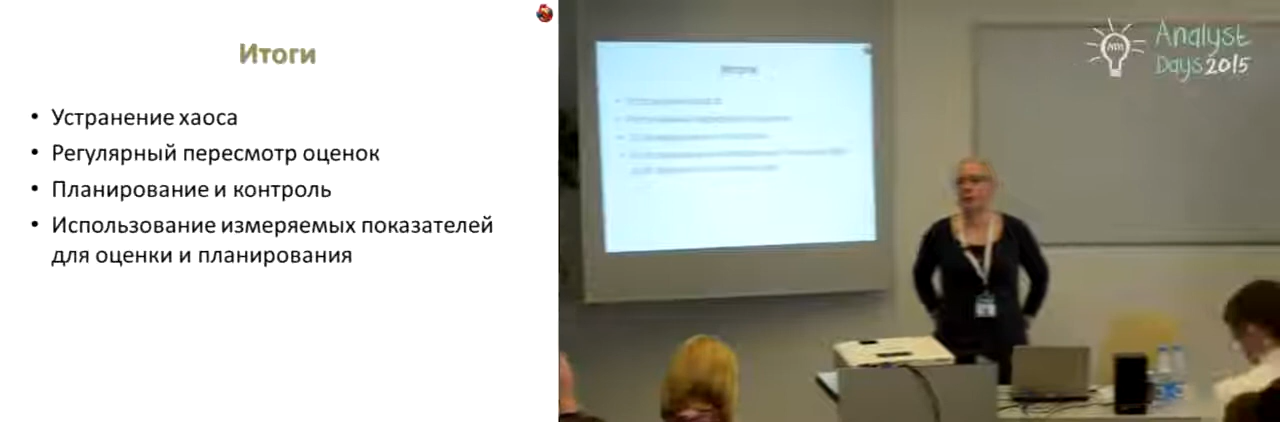 Итоги
• Устранение хаоса
• Регулярный пересмотр оценок
• Планирование и контроль
• Использование измеряемых показателей
для оценки и планирования
Analyst
Days 2015